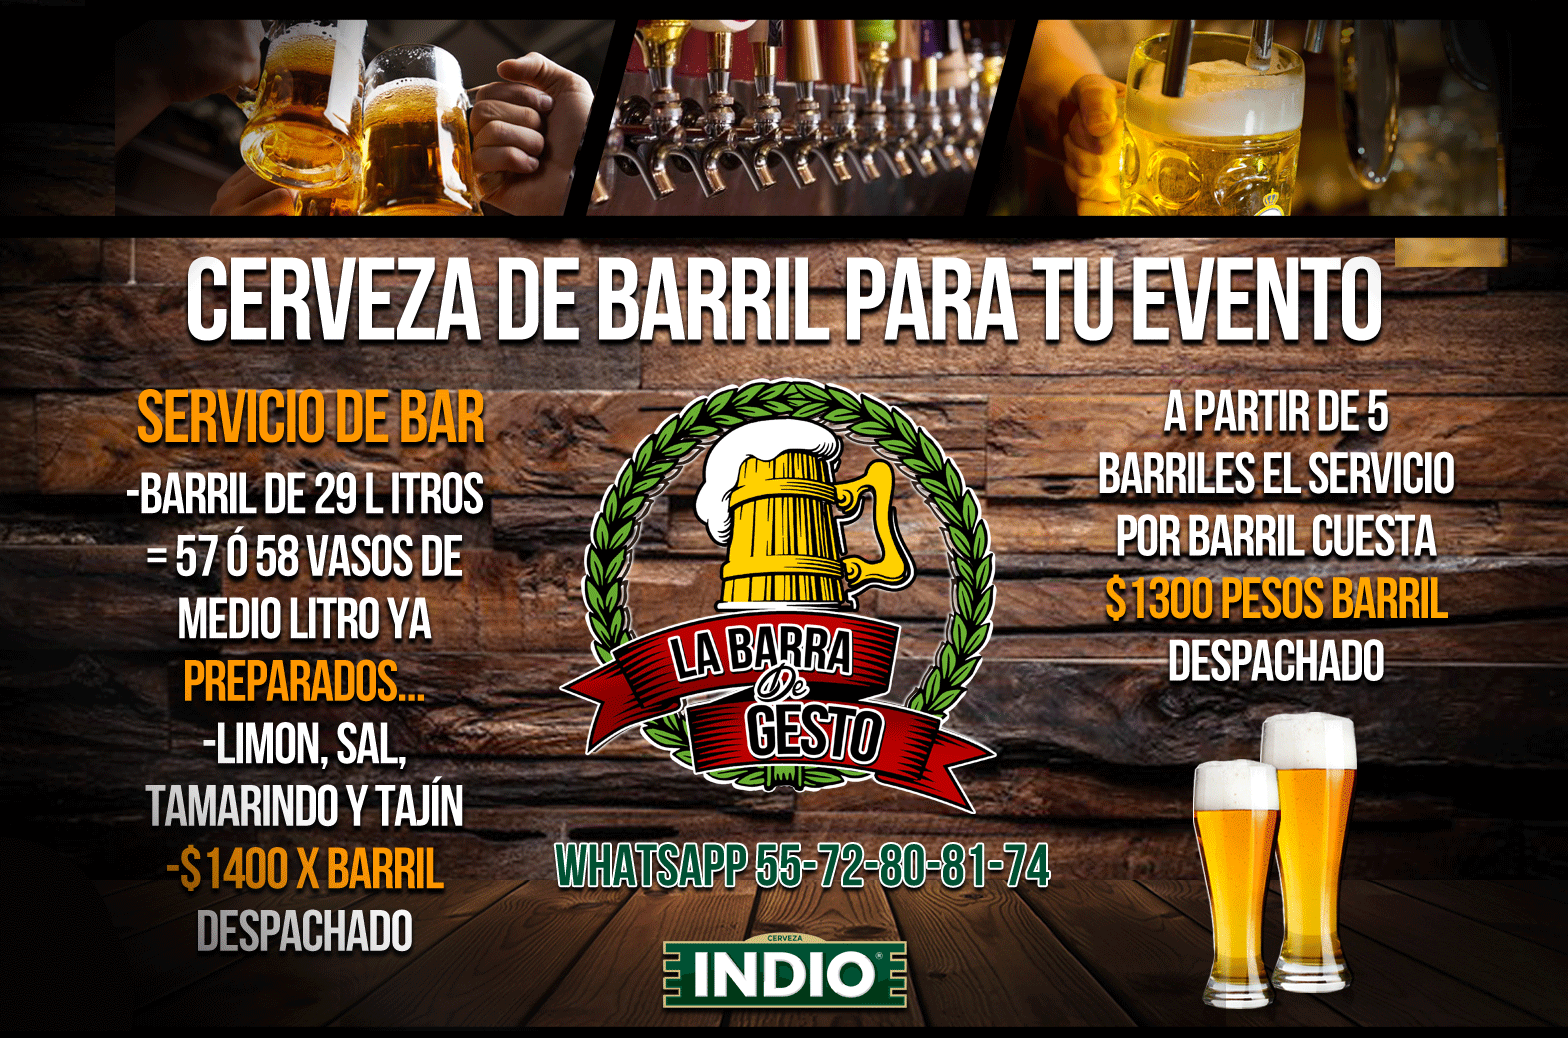 CERVEZA DE BARRIL PARA TU EVENTO
SERVICIO DE BAR
-BARRIL DE 29 L ITROS
= 57 Ó 58 VASOS DE
MEDIO LITRO YA
PREPARADOS...
-LIMON, SAL,
TAMARINDO Y TAJÍN
-$1400 X BARRIL
DESPACHADO
LA BARRA
De
GESTO
A PARTIR DE 5
BARRILES EL SERVICIO
POR BARRIL CUESTA
$1300 PESOS BARRIL
DESPACHADO
WHATSAPP 55-72-80-81-74
CERVEZA
INDIO®